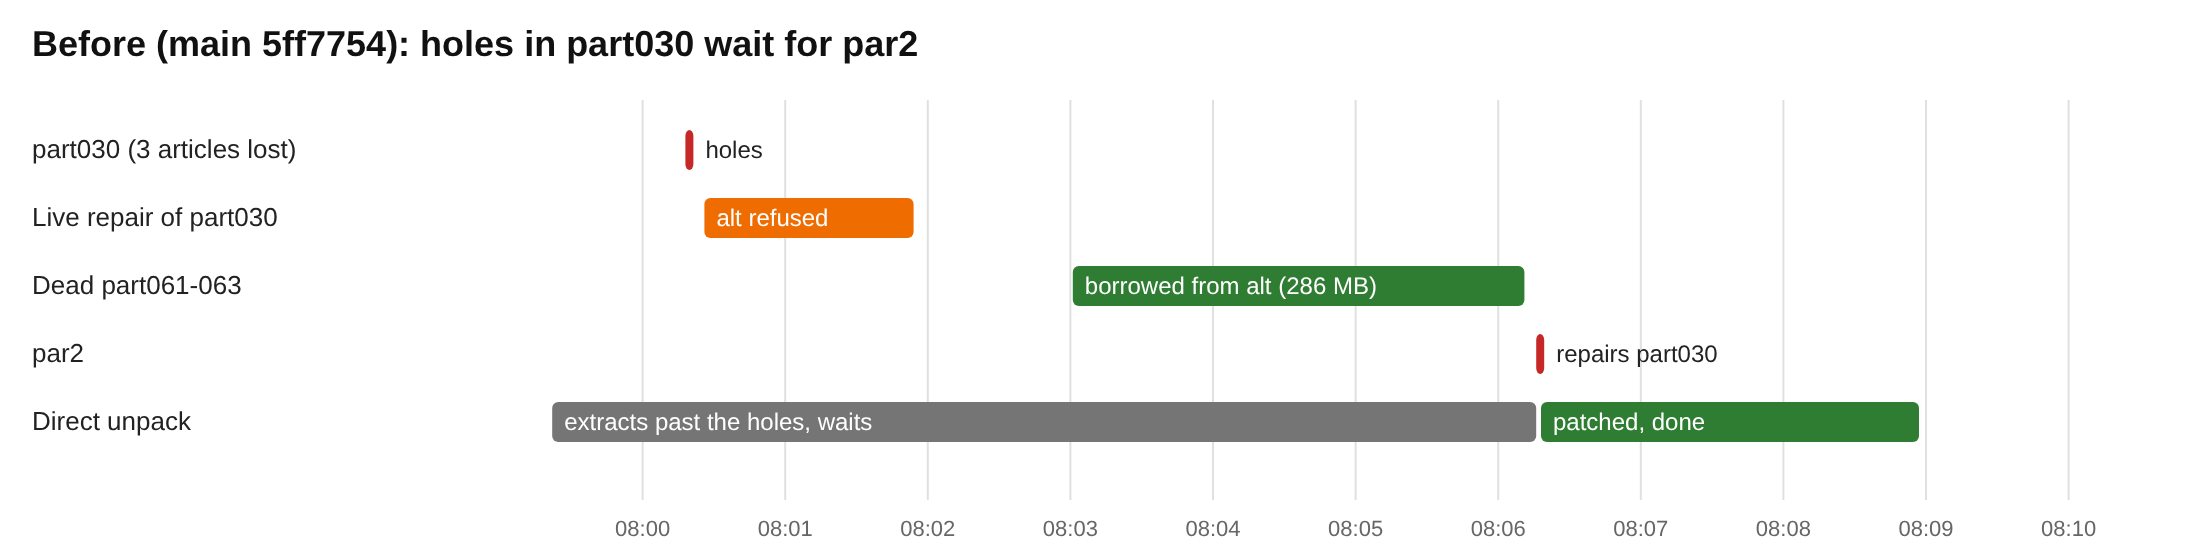 Before (main 5ff7754): holes in part030 wait for par2
part030 (3 articles lost)
holes
Live repair of part030
alt refused
Dead part061-063
borrowed from alt (286 MB)
par2
repairs part030
Direct unpack
extracts past the holes, waits
patched, done
08:00
08:01
08:02
08:03
08:04
08:05
08:06
08:07
08:08
08:09
08:10